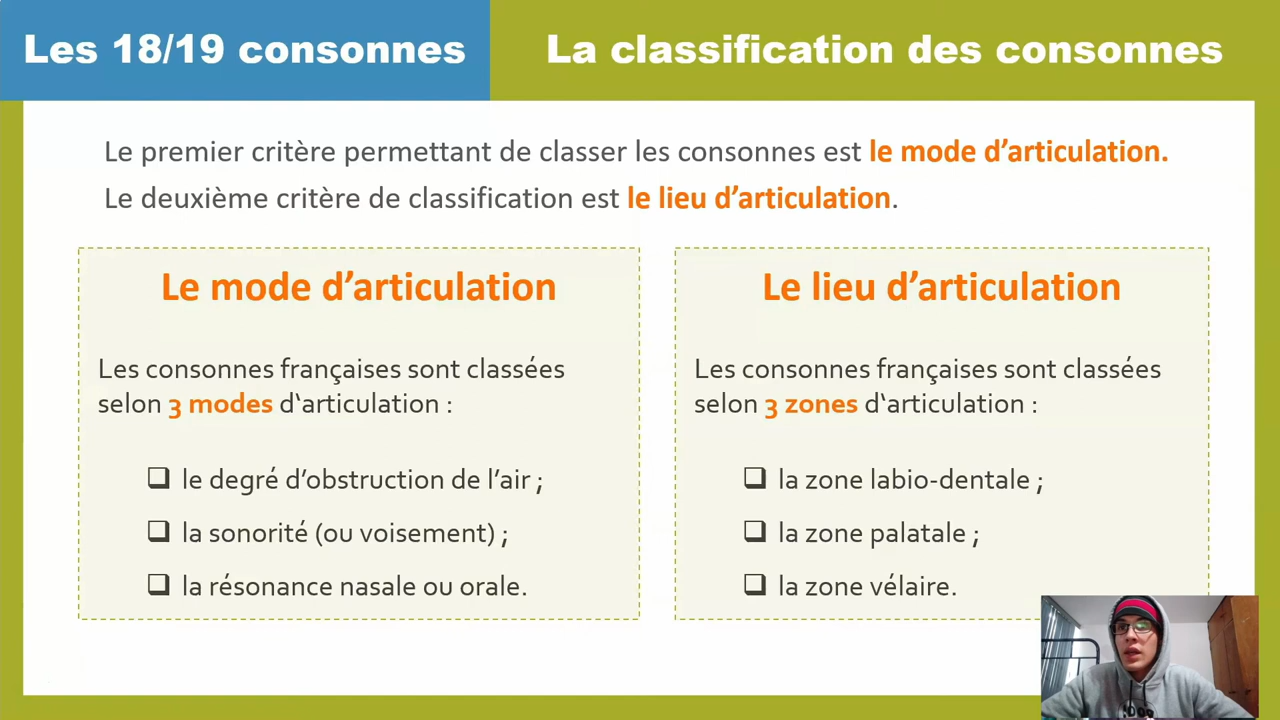 Les 18/19 consonnes
La classification des consonnes
Le premier critère permettant de classer les consonnes est le mode d’articulation.
Le deuxième critère de classification est le lieu d’articulation.
Le mode d’articulation
Les consonnes françaises sont classées
selon 3 modes d‘articulation :
le degré d’obstruction de l’air ;
la sonorité (ou voisement) ;
la résonance nasale ou orale.
Le lieu d’articulation
Les consonnes françaises sont classées
selon 3 zones d‘articulation :
la zone labio-dentale ;
la zone palatale ;
la zone vélaire.